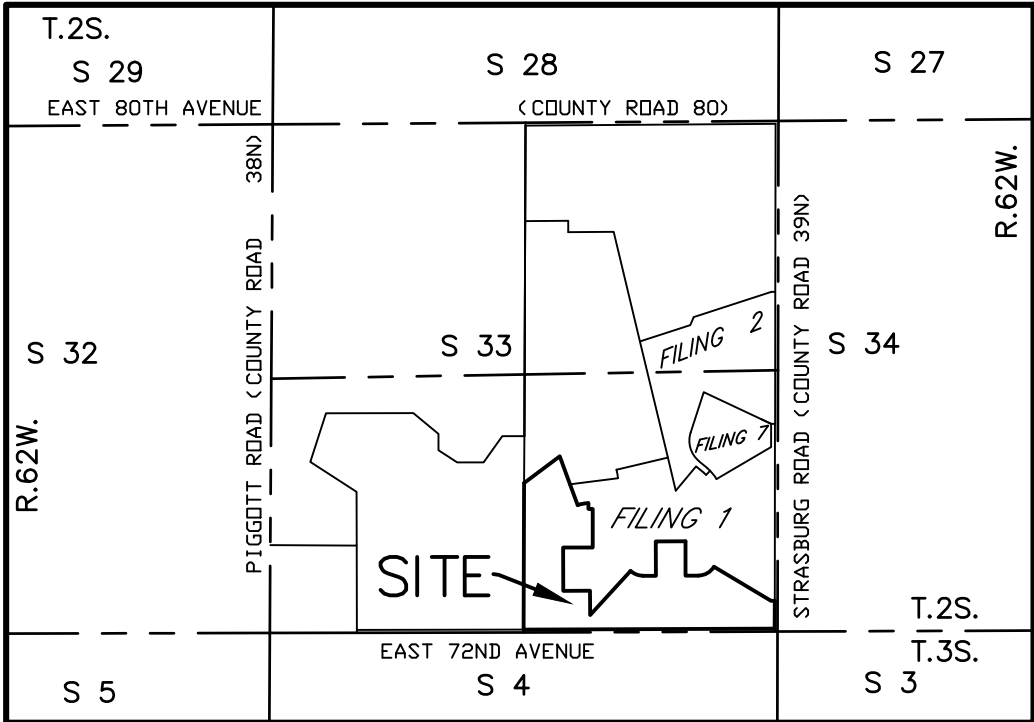 T.2S.
S 29
S 28
S 27
EAST 80TH AVENUE
(COUNTY ROAD 80)
PIGGOTT ROAD (COUNTY ROAD 38N)
R.62W.
STRASBURG ROAD (COUNTY ROAD 39N)
FILING 2
S 32
S 33
S 34
R.62W.
FILING 7
FILING 1
SITE
T.2S.
EAST 72ND AVENUE
T.3S.
S 5
S 4
S 3